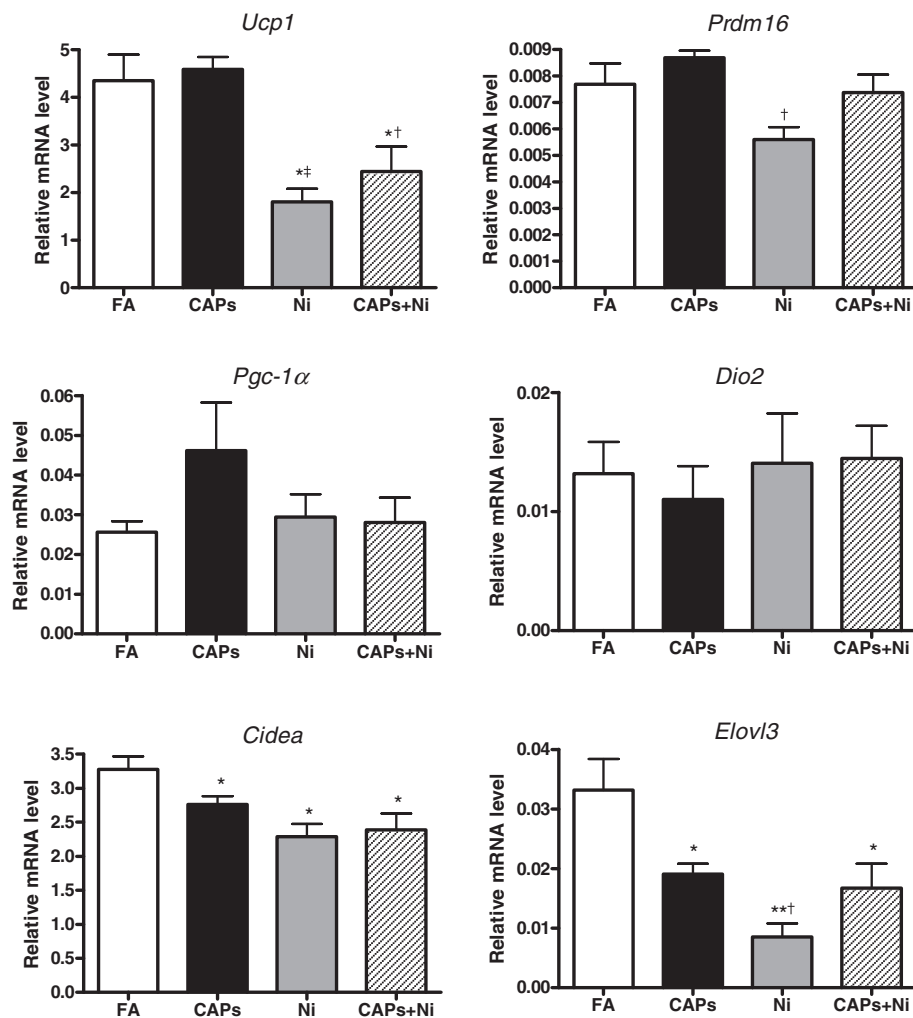 Ucp1
Relative mRNA level
5
4
3
2
1
0
*‡
*†
FA CAPs Ni CAPs+Ni
Prdm16
Relative mRNA level
0.009
0.008
0.007
0.006
0.005
0.004
0.003
0.002
0.001
0.000
†
FA CAPs Ni CAPs+Ni
Pgc-1α
Relative mRNA level
0.06
0.05
0.04
0.03
0.02
0.01
0.00
FA CAPs Ni CAPs+Ni
Dio2
Relative mRNA level
0.02
0.01
0.00
FA CAPs Ni CAPs+Ni
Cidea
Relative mRNA level
3.5
3.0
2.5
2.0
1.5
1.0
0.5
0.0
*
*
*
FA CAPs Ni CAPs+Ni
Elovl3
Relative mRNA level
0.04
0.03
0.02
0.01
0.00
*
**†
*
FA CAPs Ni CAPs+Ni